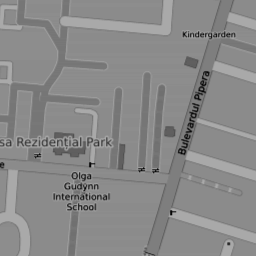 Kindergarden
Bulevardul Pipera
sa Rezidențial Park
e
Olga
Gudynn
International
School